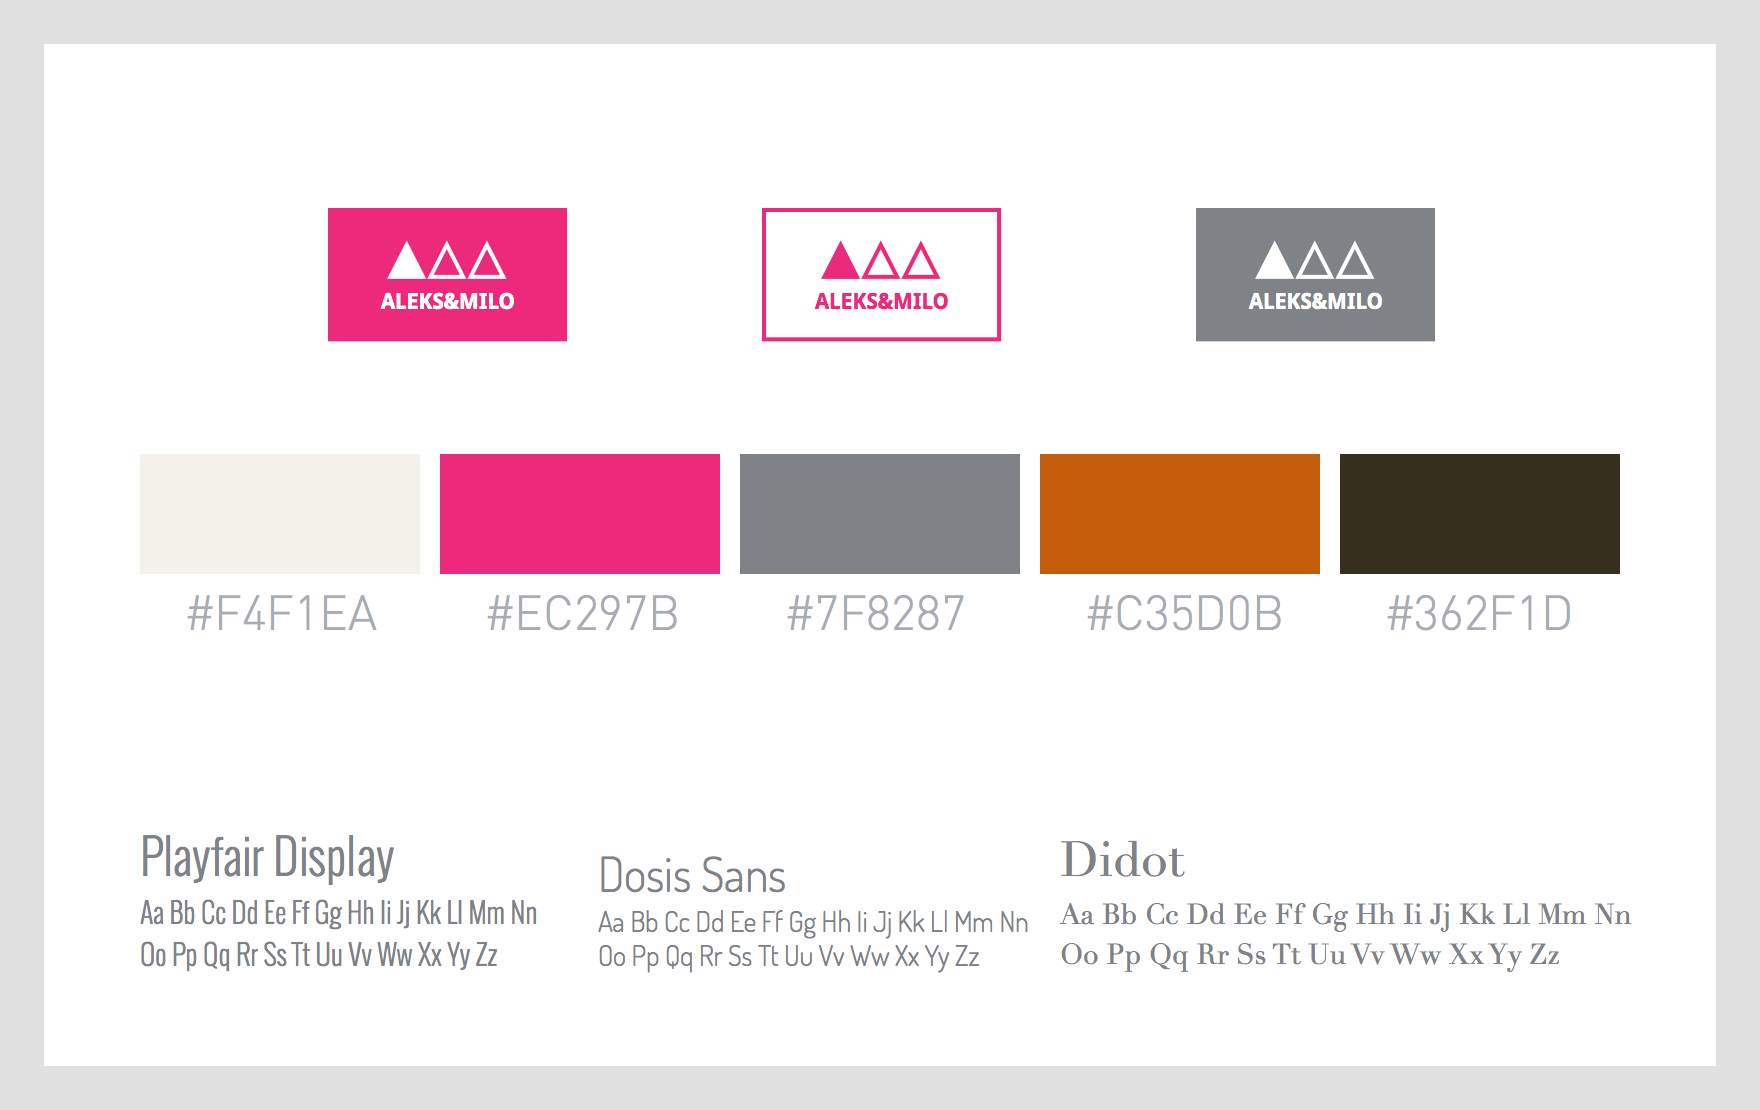 ALEKS&MILO
ALEKS&MILO
ALEKS&MILO
#F4F1EA
#EC297B
#7F8287
#C35D0B
#362F1D
Playfair Display
Aa Bb Cc Dd Ee Ff Gg Hh Ii Jj Kk Ll Mm Nn
Oo Pp Qq Rr Ss Tt Uu Vv Ww Xx Yy Zz
Dosis Sans
Aa Bb Cc Dd Ee Ff Gg Hh Ii Jj Kk Ll Mm Nn
Oo Pp Qq Rr Ss Tt Uu Vv Ww Xx Yy Zz
Didot
Aa Bb Cc Dd Ee Ff Gg Hh Ii Jj Kk Ll Mm Nn
Oo Pp Qq Rr Ss Tt Uu Vv Ww Xx Yy Zz